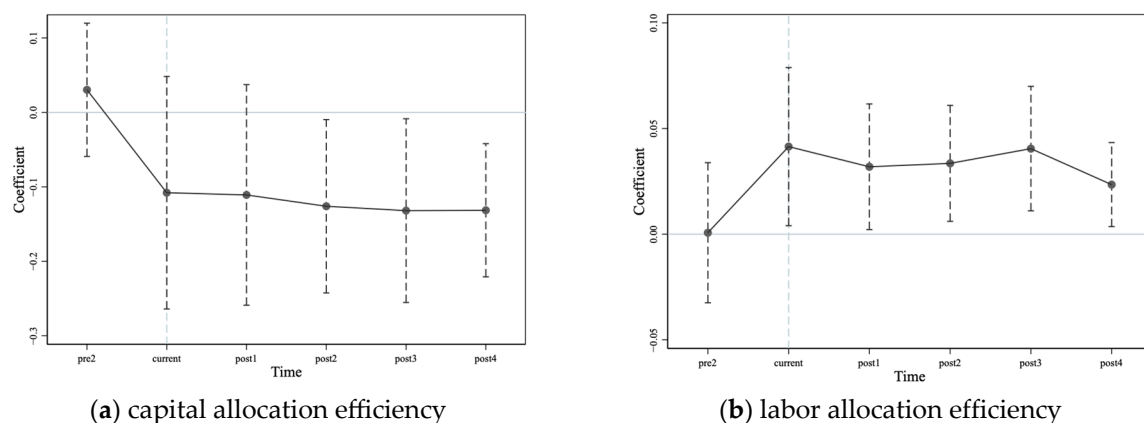 0.1
0.0
−0.1
−0.2
−0.3
Coefficient
pre2 current post1 post2 post3 post4
Time
(a) capital allocation efficiency
0.10
0.05
0.00
−0.05
Coefficient
pre2 current post1 post2 post3 post4
Time
(b) labor allocation efficiency